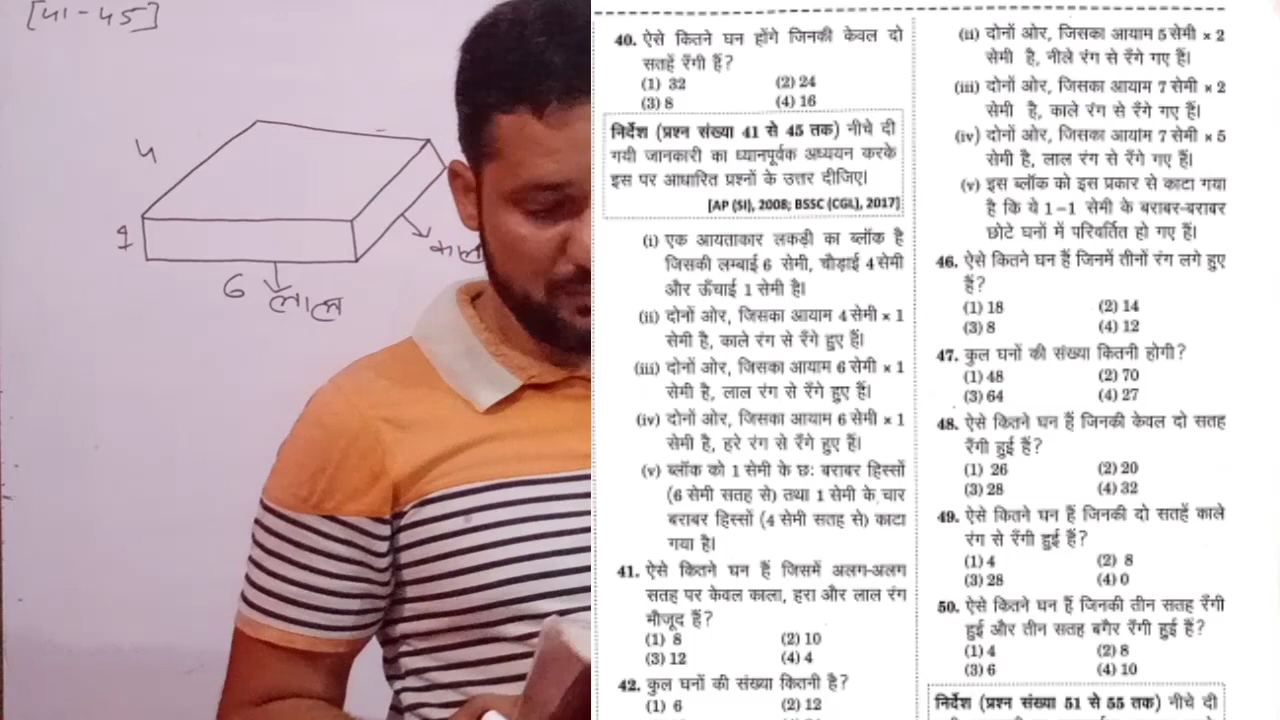 [41-45]
4
1
6
लाल
40. ऐसे कितने घन होंगे जिनकी केवल दो
सतहें रँगी हैं?
(1) 32 (2) 24
(3) 8 (4) 16
निर्देश (प्रश्न संख्या 41 से 45 तक) नीचे दी
गयी जानकारी का ध्यानपूर्वक अध्ययन करके
इस पर आधारित प्रश्नों के उत्तर दीजिए।
[AP (SI), 2008; BSSC (CGL), 2017]
(i) एक आयताकार लकड़ी का ब्लॉक है
जिसकी लम्बाई 6 सेमी, चौड़ाई 4 सेमी
और ऊँचाई 1 सेमी है।
(ii) दोनों ओर, जिसका आयाम 4 सेमी × 1
सेमी है, काले रंग से रँगे हुए हैं।
(iii) दोनों ओर, जिसका आयाम 6 सेमी × 1
सेमी है, लाल रंग से रँगे हुए हैं।
(iv) दोनों ओर, जिसका आयाम 6 सेमी × 1
सेमी है, हरे रंग से रँगे हुए हैं।
(v) ब्लॉक को 1 सेमी के छः बराबर हिस्सों
(6 सेमी सतह से) तथा 1 सेमी के चार
बराबर हिस्सों (4 सेमी सतह से) काटा
गया है।
41. ऐसे कितने घन हैं जिसमें अलग-अलग
सतह पर केवल काला, हरा और लाल रंग
मौजूद हैं?
(1) 8 (2) 10
(3) 12 (4) 4
42. कुल घनों की संख्या कितनी है?
(1) 6 (2) 12
(ii) दोनों ओर, जिसका आयाम 5 सेमी × 2
सेमी है, नीले रंग से रँगे गए हैं।
(iii) दोनों ओर, जिसका आयाम 7 सेमी × 2
सेमी है, काले रंग से रँगे गए हैं।
(iv) दोनों ओर, जिसका आयाम 7 सेमी × 5
सेमी है, लाल रंग से रँगे गए हैं।
(v) इस ब्लॉक को इस प्रकार से काटा गया
है कि ये 1-1 सेमी के बराबर-बराबर
छोटे घनों में परिवर्तित हो गए हैं।
46. ऐसे कितने घन हैं जिनमें तीनों रंग लगे हुए
हैं?
(1) 18 (2) 14
(3) 8 (4) 12
47. कुल घनों की संख्या कितनी होगी?
(1) 48 (2) 70
(3) 64 (4) 27
48. ऐसे कितने घन हैं जिनकी केवल दो सतह
रँगी हुई हैं?
(1) 26 (2) 20
(3) 28 (4) 32
49. ऐसे कितने घन हैं जिनकी दो सतहें काले
रंग से रँगी हुई हैं?
(1) 4 (2) 8
(3) 28 (4) 0
50. ऐसे कितने घन हैं जिनकी तीन सतह रँगी
हुई और तीन सतह बगैर रँगी हुई हैं?
(1) 4 (2) 8
(3) 6 (4) 10
निर्देश (प्रश्न संख्या 51 से 55 तक) नीचे दी